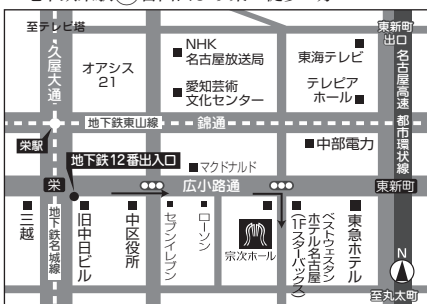 至テレビ塔
久屋大通
オアシス
21
NHK
名古屋放送局
愛知芸術
文化センター
東海テレビ
テレピア
ホール
東新町
出口
名古屋高速 都市環状線
地下鉄東山線
錦通
栄駅
中部電力
地下鉄12番出入口
マクドナルド
栄
広小路通
東新町
三越
地下鉄名城線
旧中日ビル
中区役所
セブンイレブン
ローソン
宗次ホール
ベストウェスタン
ホテル名古屋
(1Fスターバックス)
東急ホテル
N
至丸太町